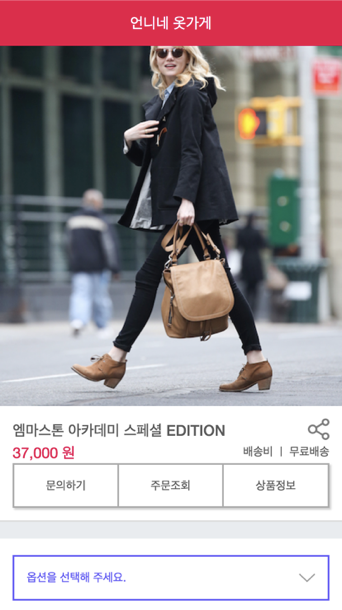 언니네 옷가게
엠마스톤 아카데미 스페셜 EDITION
37,000 원
배송비 | 무료배송
문의하기
주문조회
상품정보
옵션을 선택해 주세요.